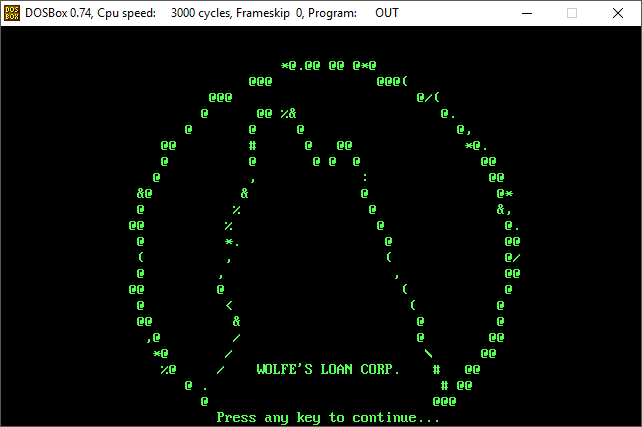 DOSBox 0.74, Cpu speed: 3000 cycles, Frameskip 0, Program: OUT
WOLFE'S LOAN CORP.
Press any key to continue...